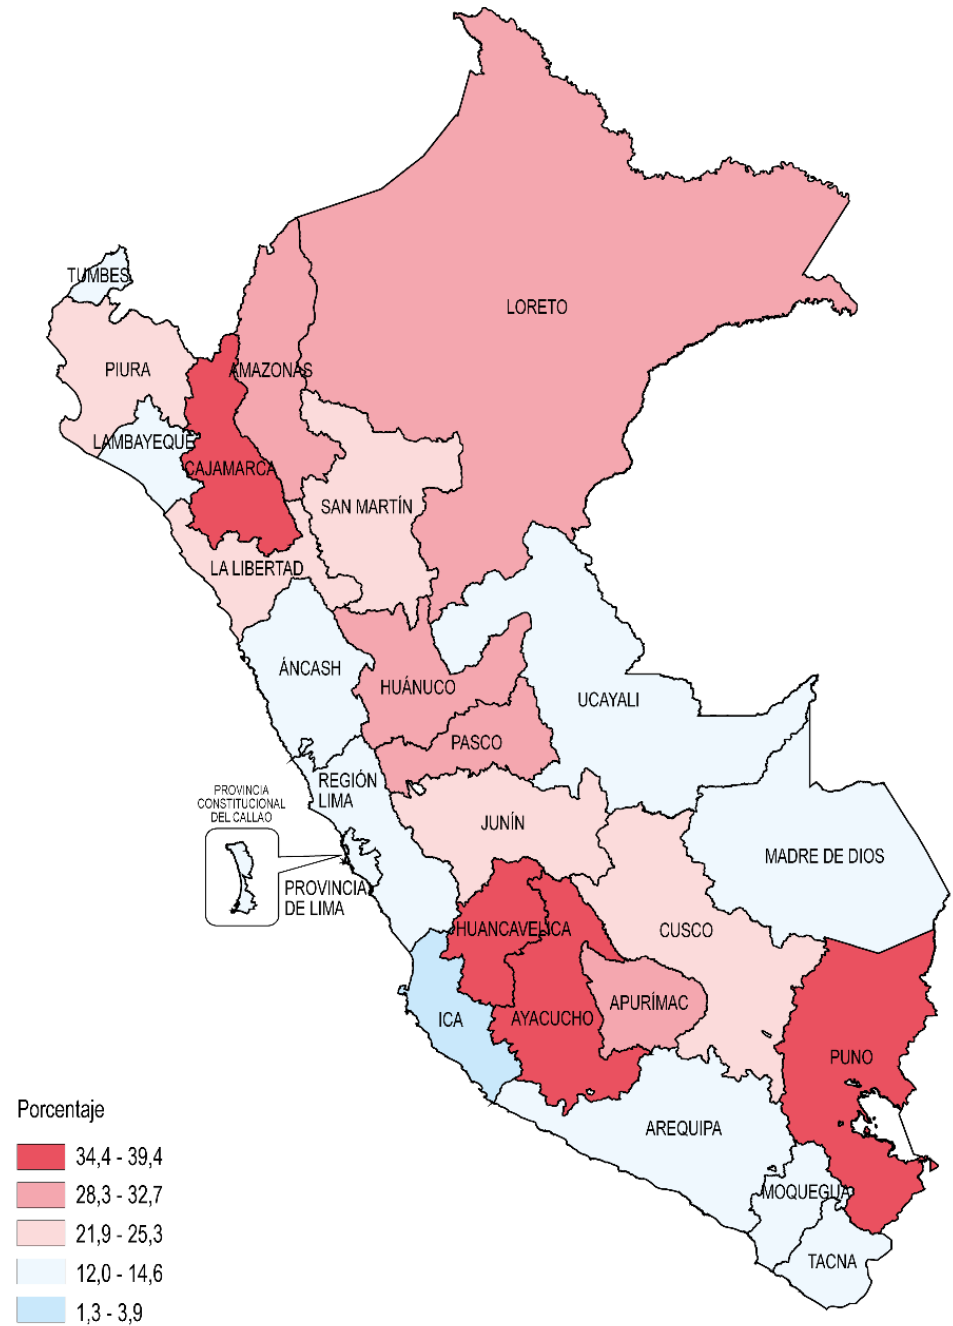 TUMBES
LORETO
PIURA
AMAZONAS
LAMBAYEQUE
CAJAMARCA
SAN MARTÍN
LA LIBERTAD
ÁNCASH
HUÁNUCO
UCAYALI
PASCO
REGIÓN
LIMA
PROVINCIA
CONSTITUCIONAL
DEL CALLAO
JUNÍN
MADRE DE DIOS
PROVINCIA
DE LIMA
HUANCAVELICA
CUSCO
APURÍMAC
ICA
AYACUCHO
PUNO
AREQUIPA
MOQUEGUA
TACNA
Porcentaje
34,4 - 39,4
28,3 - 32,7
21,9 - 25,3
12,0 - 14,6
1,3 - 3,9